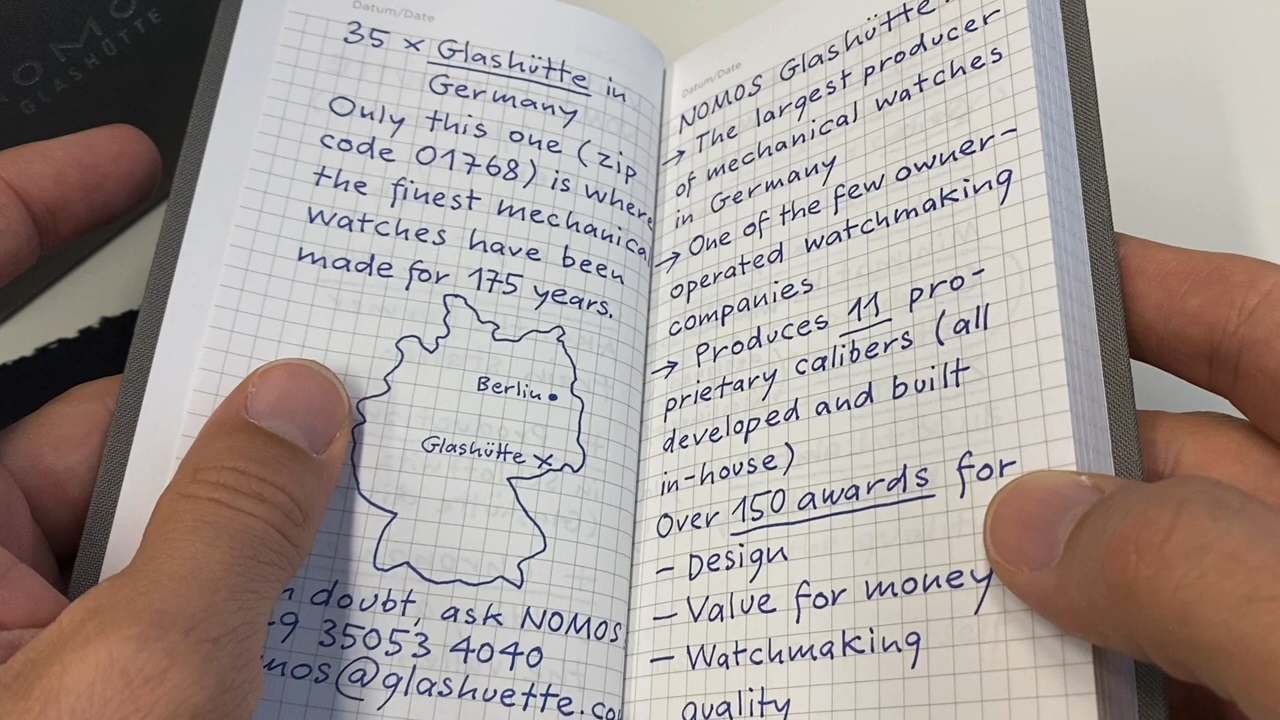 GLASHÜTTE
Datum/Date
35 x Glashütte in
Germany
Only this one (zip
code 01768) is where
the finest mechanical
watches have been
made for 175 years.
Berlin
Glashütte x
doubt, ask NOMOS
9 35053 4040
mos@glashuette.co
Datum/Date
NOMOS Glashütte:
→ The largest producer
of mechanical watches
in Germany
→ One of the few owner-
operated watchmaking
companies
→ Produces 11 pro-
prietary calibers (all
developed and built
in-house)
Over 150 awards for
- Design
- Value for money
- Watchmaking
quality